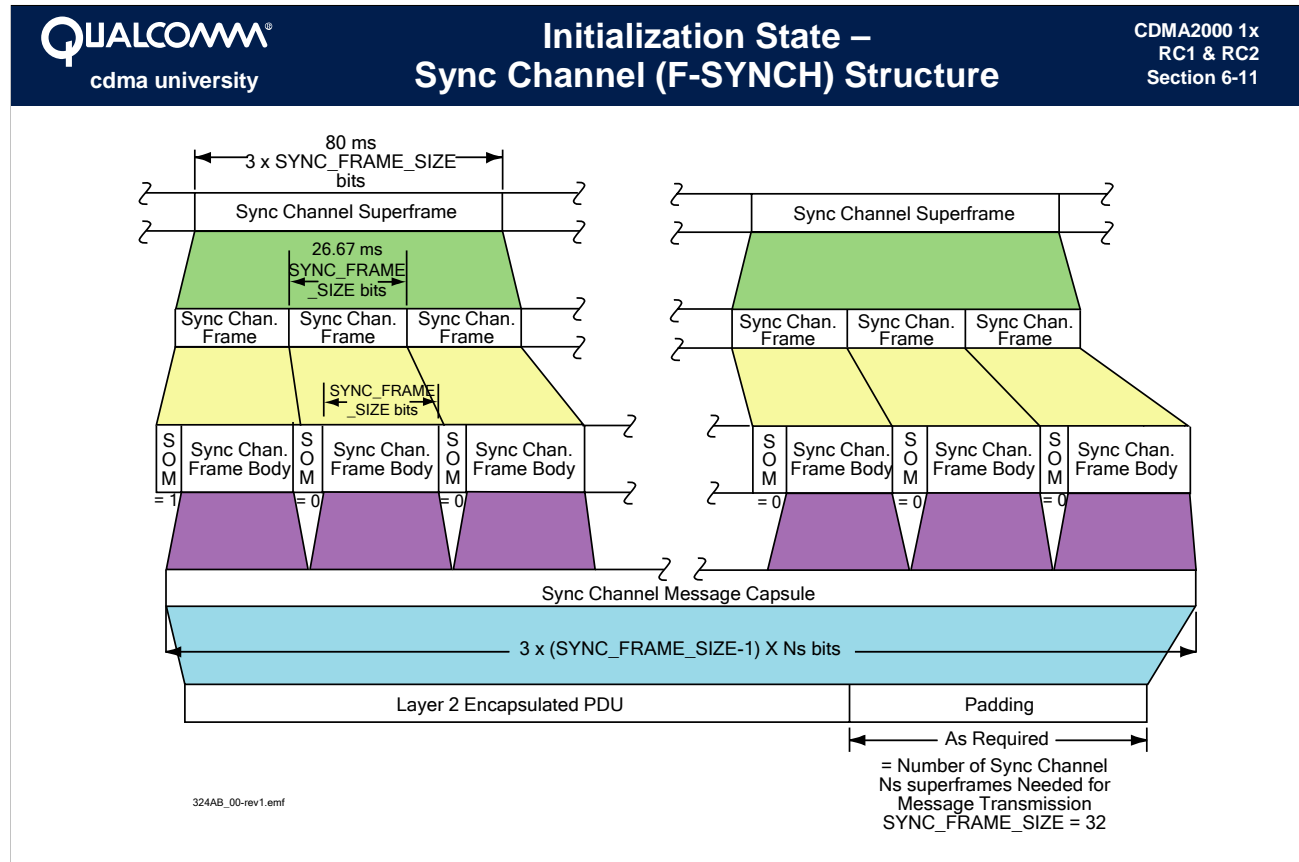 QUALCOMM®
cdma university
Initialization State –
Sync Channel (F-SYNCH) Structure
CDMA2000 1x
RC1 & RC2
Section 6-11
80 ms
3 x SYNC_FRAME_SIZE
bits
Sync Channel Superframe
Sync Channel Superframe
26.67 ms
SYNC_FRAME
_SIZE bits
Sync Chan.
Frame
Sync Chan.
Frame
Sync Chan.
Frame
Sync Chan.
Frame
Sync Chan.
Frame
Sync Chan.
Frame
SYNC_FRAME
_SIZE bits
SOM
Sync Chan.
Frame Body
SOM
Sync Chan.
Frame Body
SOM
Sync Chan.
Frame Body
SOM
Sync Chan.
Frame Body
SOM
Sync Chan.
Frame Body
SOM
Sync Chan.
Frame Body
= 1
= 0
= 0
= 0
= 0
= 0
Sync Channel Message Capsule
3 x (SYNC_FRAME_SIZE-1) X Ns bits
Layer 2 Encapsulated PDU
Padding
As Required
= Number of Sync Channel
Ns superframes Needed for
Message Transmission
SYNC_FRAME_SIZE = 32
324AB_00-rev1.emf